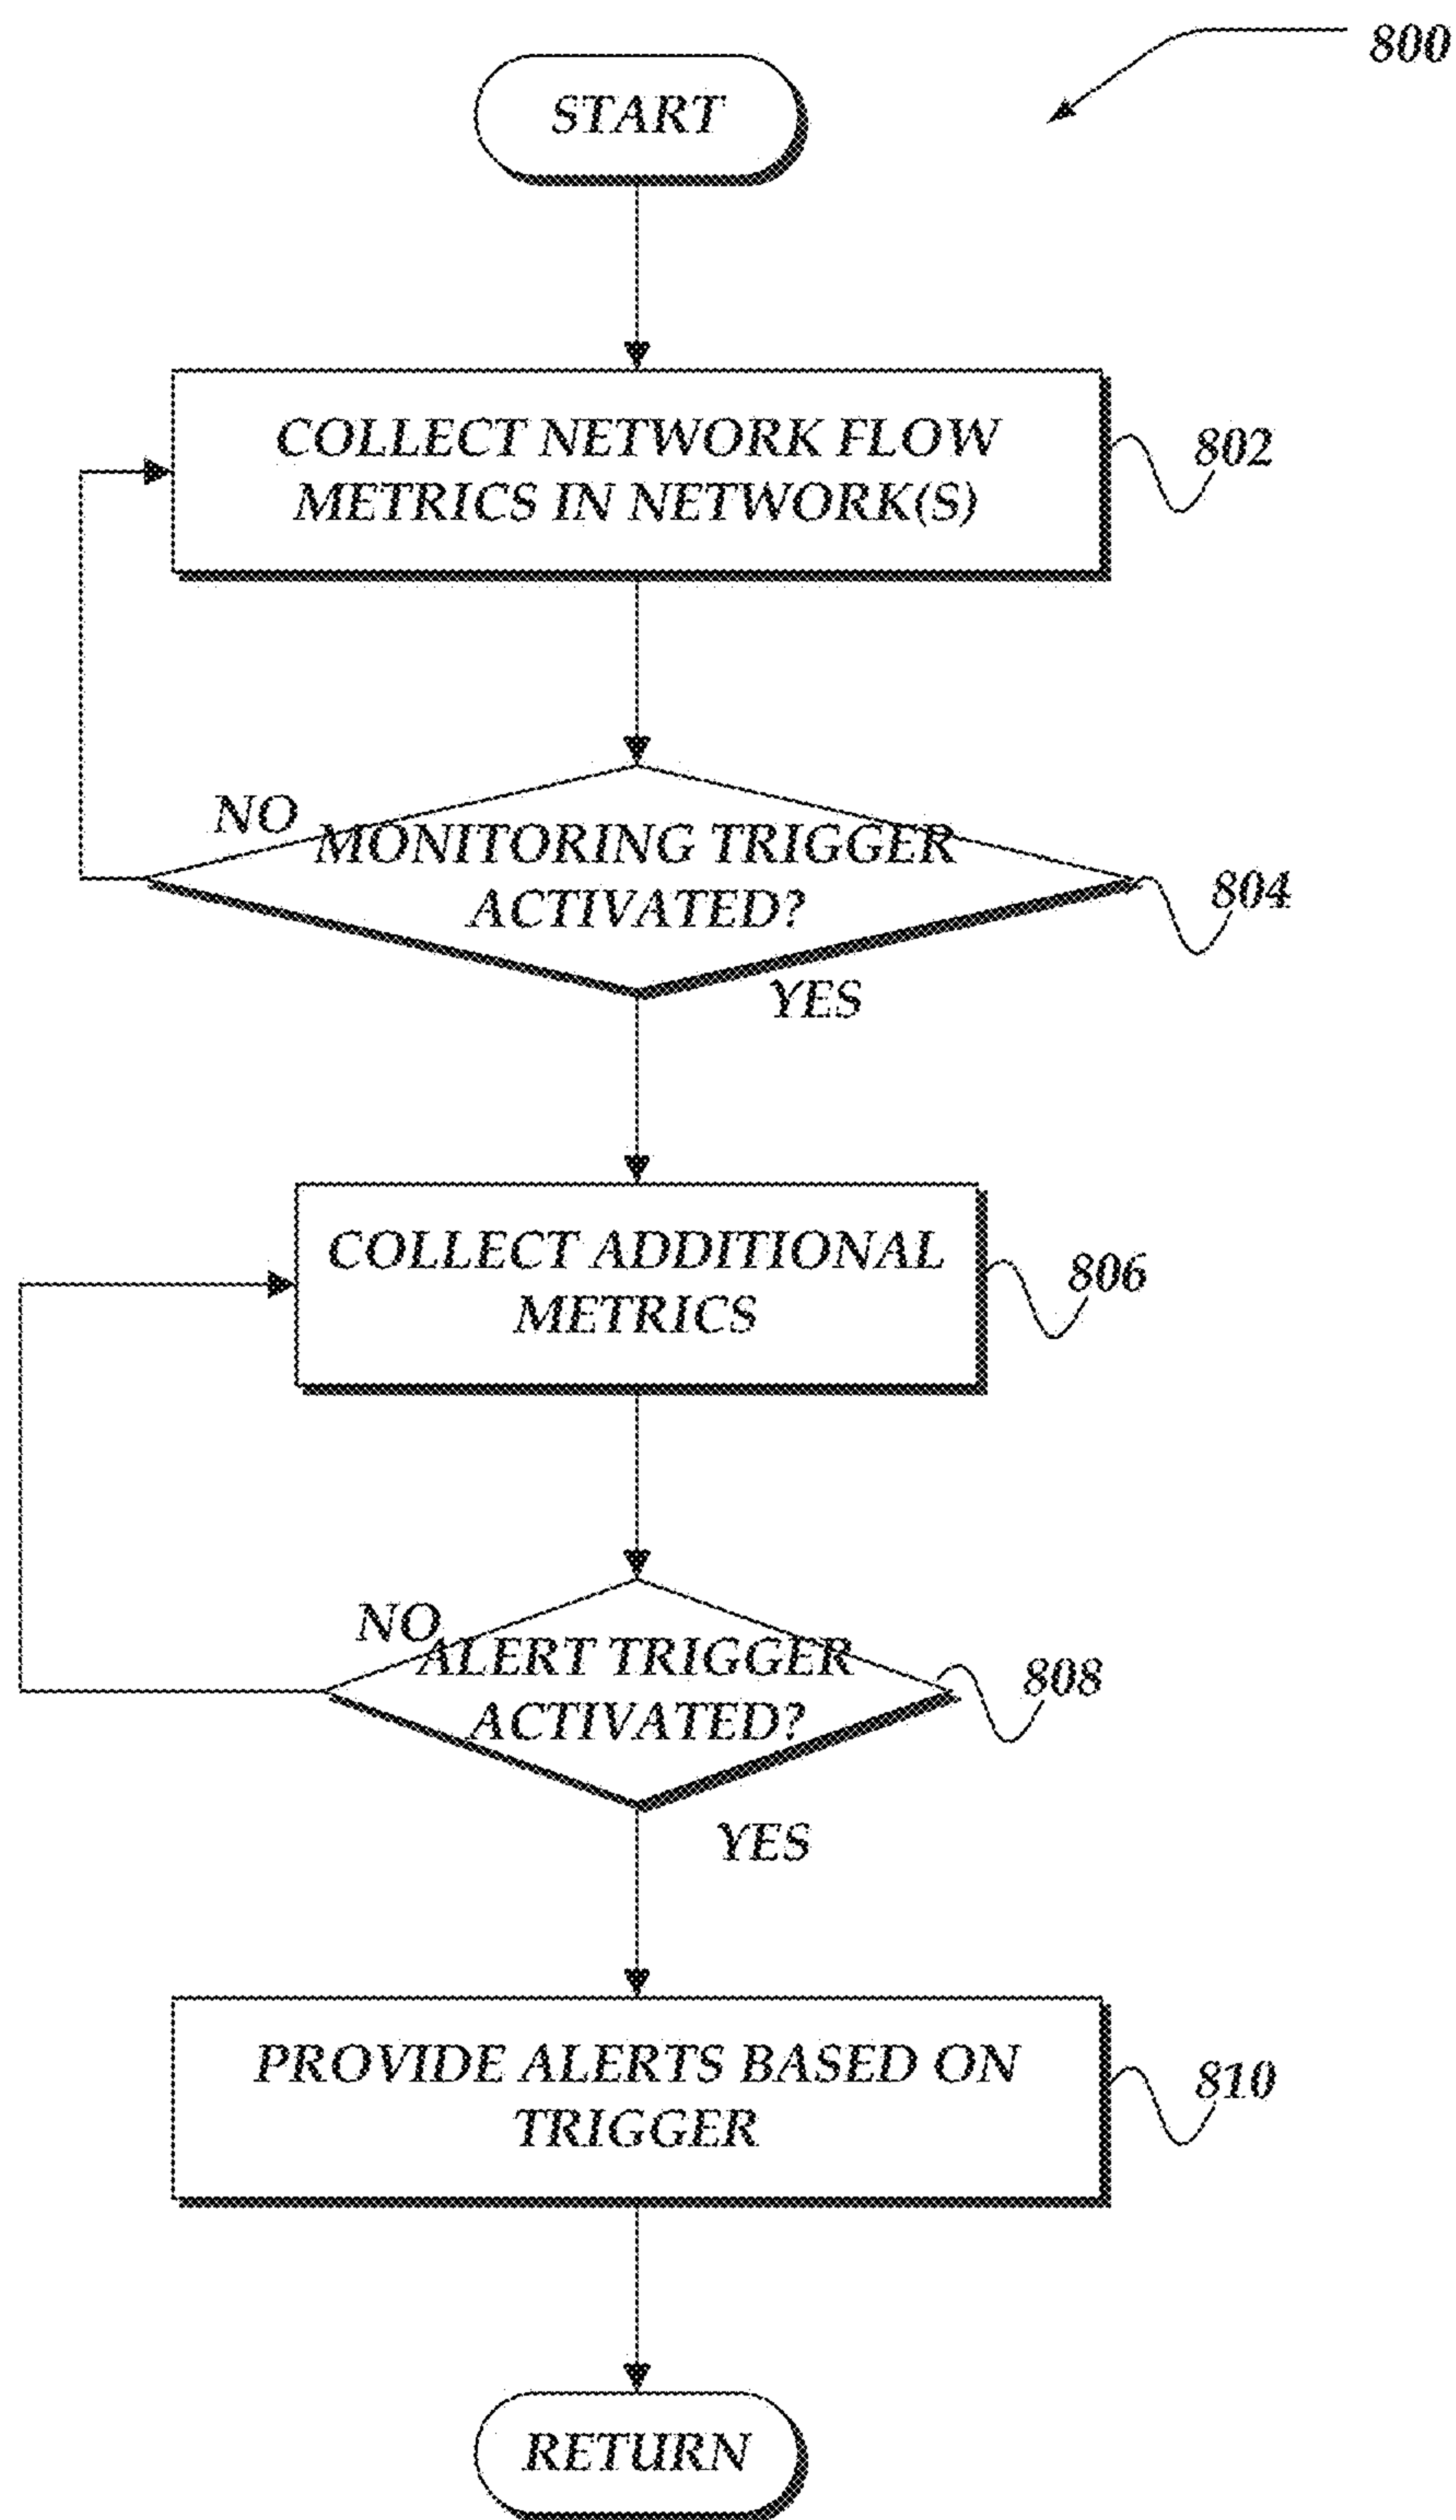 800
START
COLLECT NETWORK FLOW
METRICS IN NETWORK(S)
802
NO
MONITORING TRIGGER
ACTIVATED?
804
YES
COLLECT ADDITIONAL
METRICS
806
NO
ALERT TRIGGER
ACTIVATED?
808
YES
PROVIDE ALERTS BASED ON
TRIGGER
810
RETURN